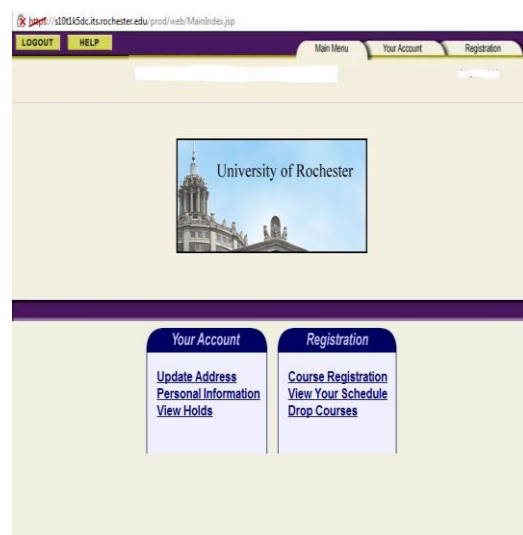 https://s10t1k5dc.its.rochester.edu/prod/web/MainIndex.jsp
LOGOUT HELP Main Menu Your Account Registration
University of Rochester
Your Account Registration
Update Address Course Registration
Personal Information View Your Schedule
View Holds Drop Courses